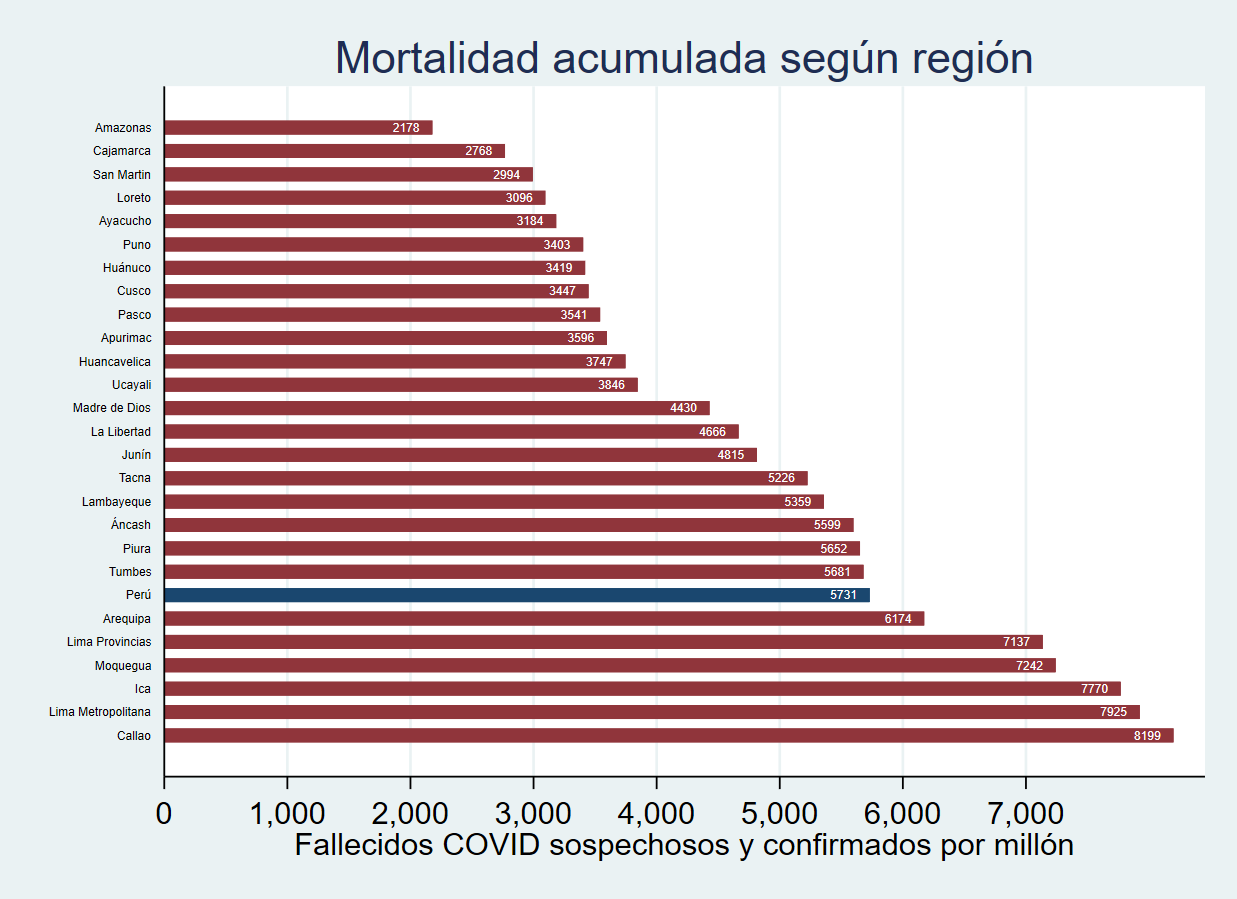 Mortalidad acumulada según región
Amazonas 2178
Cajamarca 2768
San Martin 2994
Loreto 3096
Ayacucho 3184
Puno 3403
Huánuco 3419
Cusco 3447
Pasco 3541
Apurimac 3596
Huancavelica 3747
Ucayali 3846
Madre de Dios 4430
La Libertad 4666
Junín 4815
Tacna 5226
Lambayeque 5359
Áncash 5599
Piura 5652
Tumbes 5681
Perú 5731
Arequipa 6174
Lima Provincias 7137
Moquegua 7242
Ica 7770
Lima Metropolitana 7925
Callao 8199
0 1,000 2,000 3,000 4,000 5,000 6,000 7,000
Fallecidos COVID sospechosos y confirmados por millón